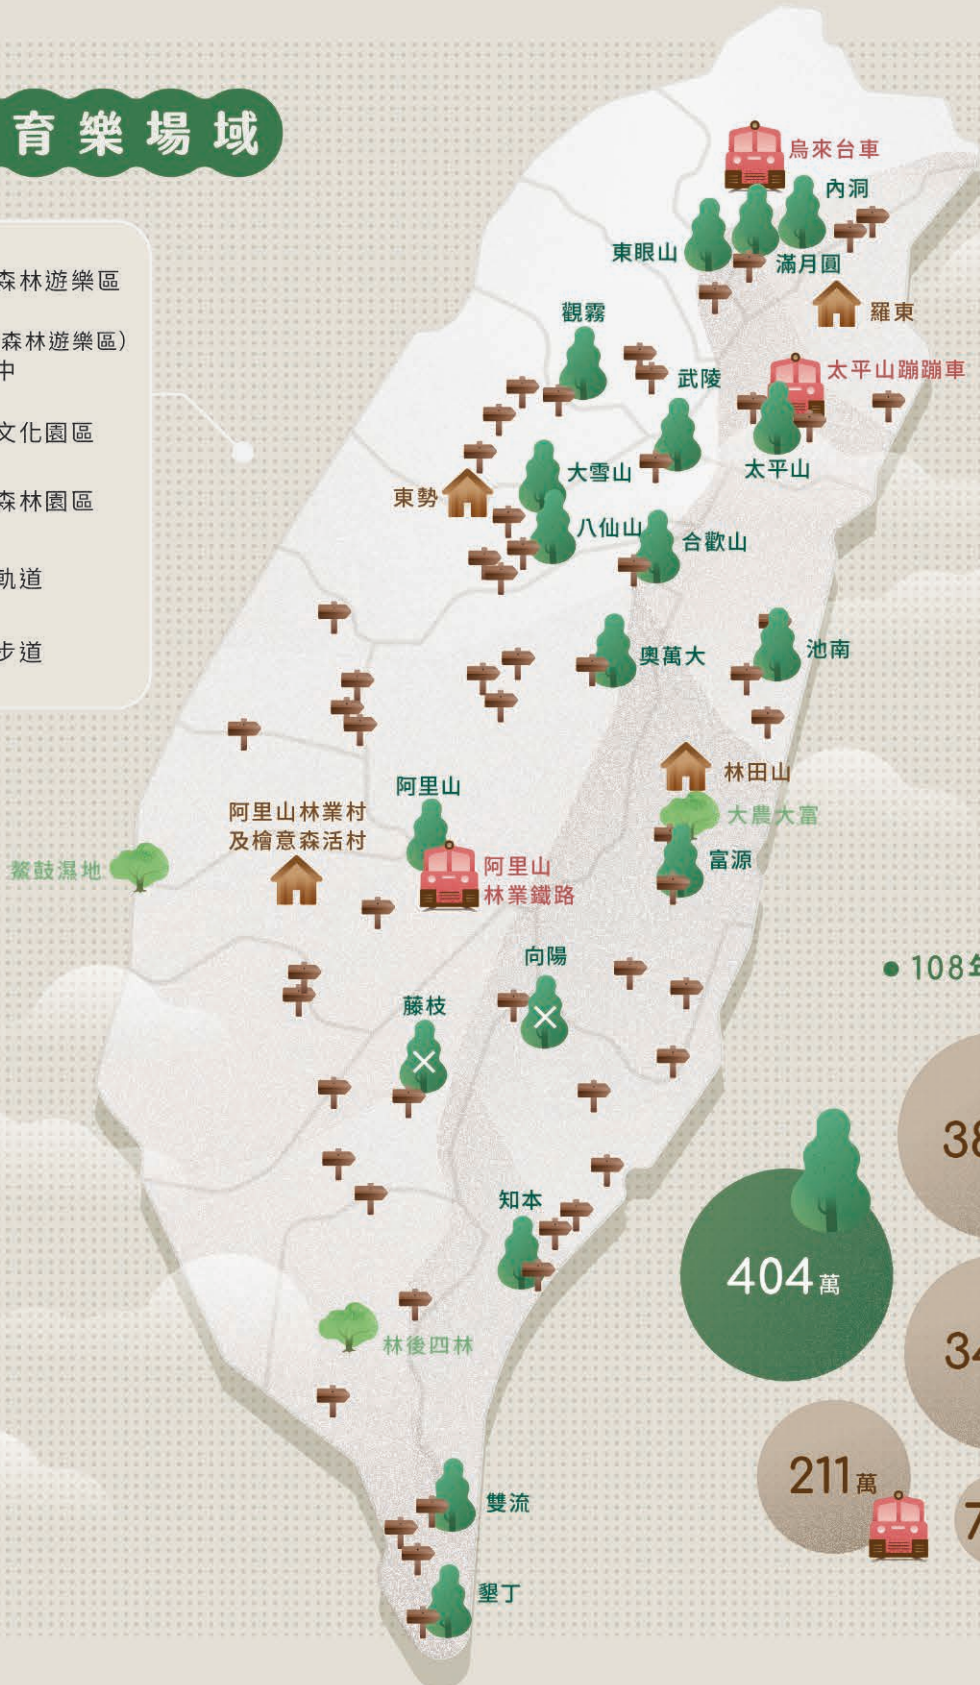 育樂場域
森林遊樂區
森林遊樂區）
中
文化園區
森林園區
軌道
步道
烏來台車
內洞
東眼山
滿月圓
羅東
觀霧
武陵
太平山蹦蹦車
太平山
大雪山
東勢
八仙山
合歡山
奧萬大
池南
林田山
大農大富
富源
阿里山
阿里山林業村
及檜意森活村
鰲鼓濕地
阿里山
林業鐵路
向陽
藤枝
知本
林後四林
雙流
墾丁
108年
38
404萬
34
211萬
7